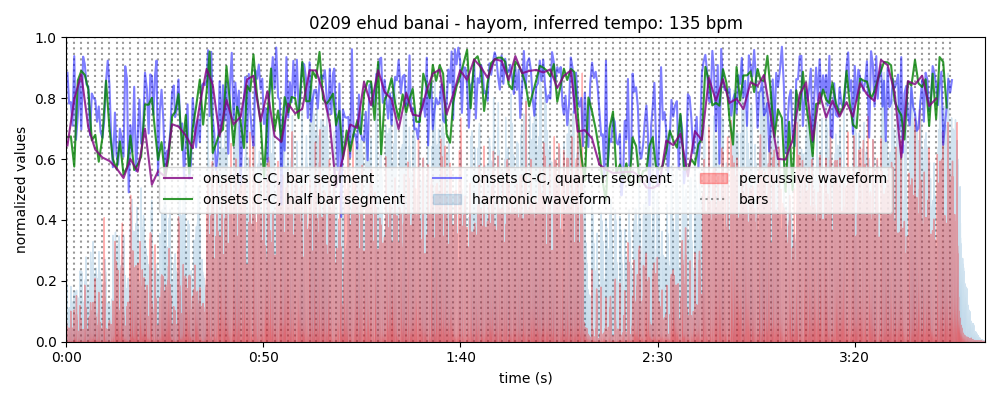 0209 ehud banai - hayom, inferred tempo: 135 bpm
normalized values
1.0
0.8
0.6
0.4
0.2
0.0
onsets C-C, bar segment
onsets C-C, half bar segment
onsets C-C, quarter segment
harmonic waveform
percussive waveform
bars
0:00 0:50 1:40 2:30 3:20
time (s)